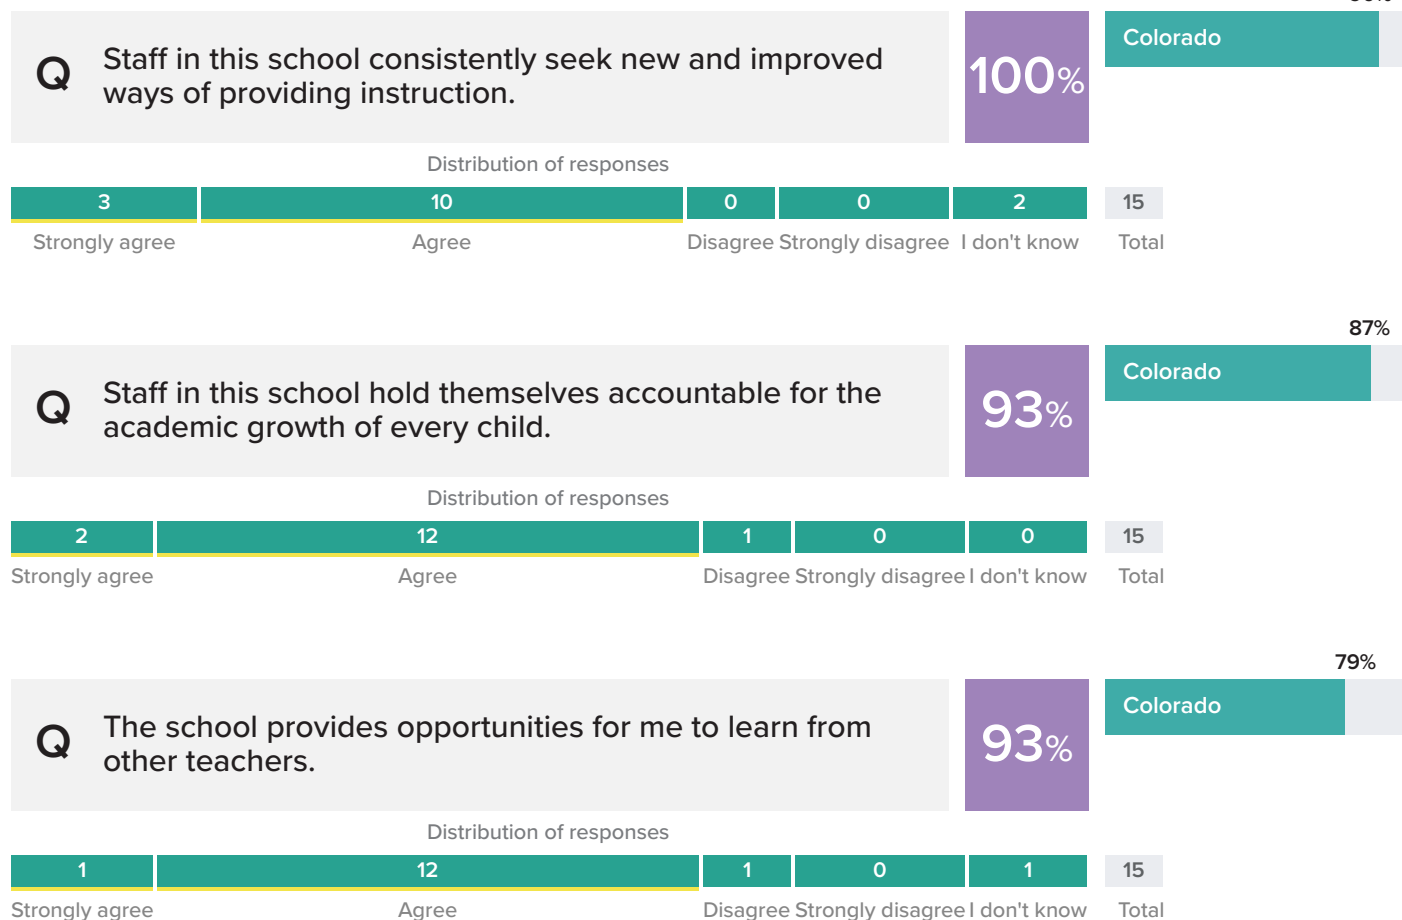 Q
Staff in this school consistently seek new and improved
ways of providing instruction.
100%
Colorado
Distribution of responses
3 10 0 0 2 15
Strongly agree Agree Disagree Strongly disagree I don't know Total
87%
Q
Staff in this school hold themselves accountable for the
academic growth of every child.
93%
Colorado
Distribution of responses
2 12 1 0 0 15
Strongly agree Agree Disagree Strongly disagree I don't know Total
79%
Q
The school provides opportunities for me to learn from
other teachers.
93%
Colorado
Distribution of responses
1 12 1 0 1 15
Strongly agree Agree Disagree Strongly disagree I don't know Total